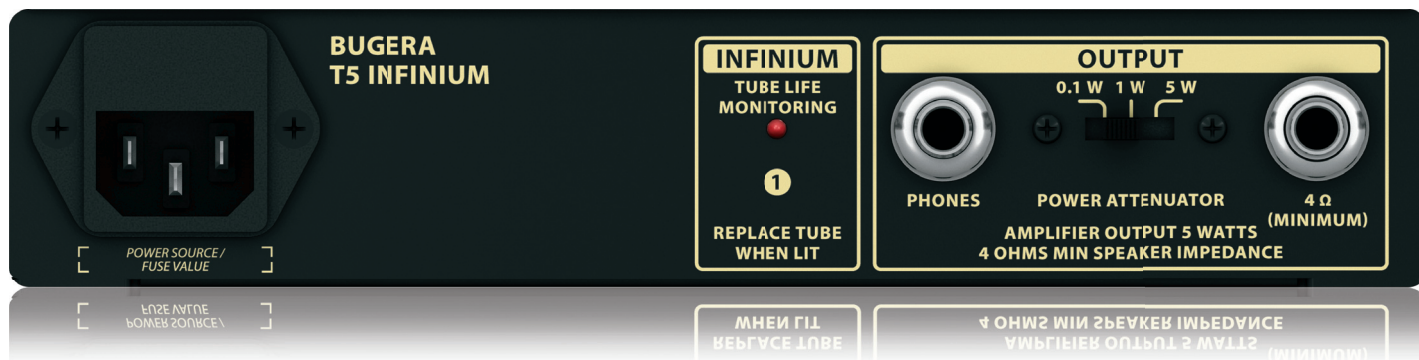 BUGERA
T5 INFINIUM
POWER SOURCE /
FUSE VALUE
INFINIUM
TUBE LIFE
MONITORING
1
REPLACE TUBE
WHEN LIT
OUTPUT
0.1 W 1 W 5 W
PHONES
POWER ATTENUATOR
4 Ω
(MINIMUM)
AMPLIFIER OUTPUT 5 WATTS
4 OHMS MIN SPEAKER IMPEDANCE